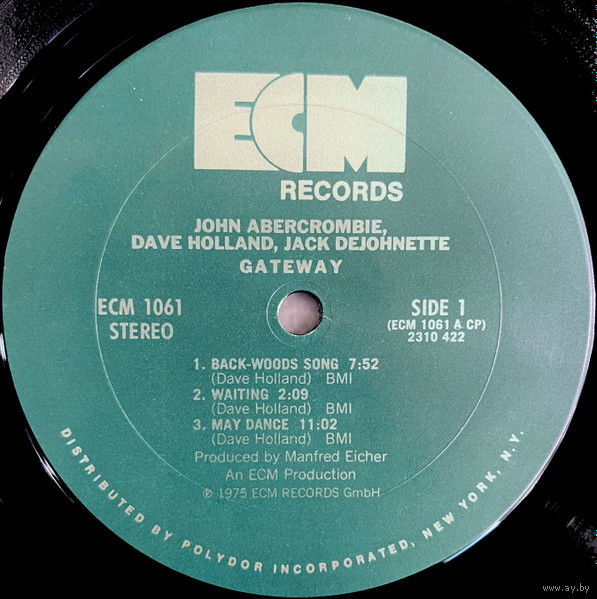 ECM
RECORDS
JOHN ABERCROMBIE,
DAVE HOLLAND, JACK DEJOHNETTE
GATEWAY
ECM 1061
STEREO
SIDE 1
(ECM 1061 A CP)
2310 422
1. BACK-WOODS SONG 7:52
(Dave Holland) BMI
2. WAITING 2:09
(Dave Holland) BMI
3. MAY DANCE 11:02
(Dave Holland) BMI
Produced by Manfred Eicher
An ECM Production
℗ 1975 ECM RECORDS GmbH
DISTRIBUTED BY POLYDOR INCORPORATED, NEW YORK, N.Y.
www.ay.by